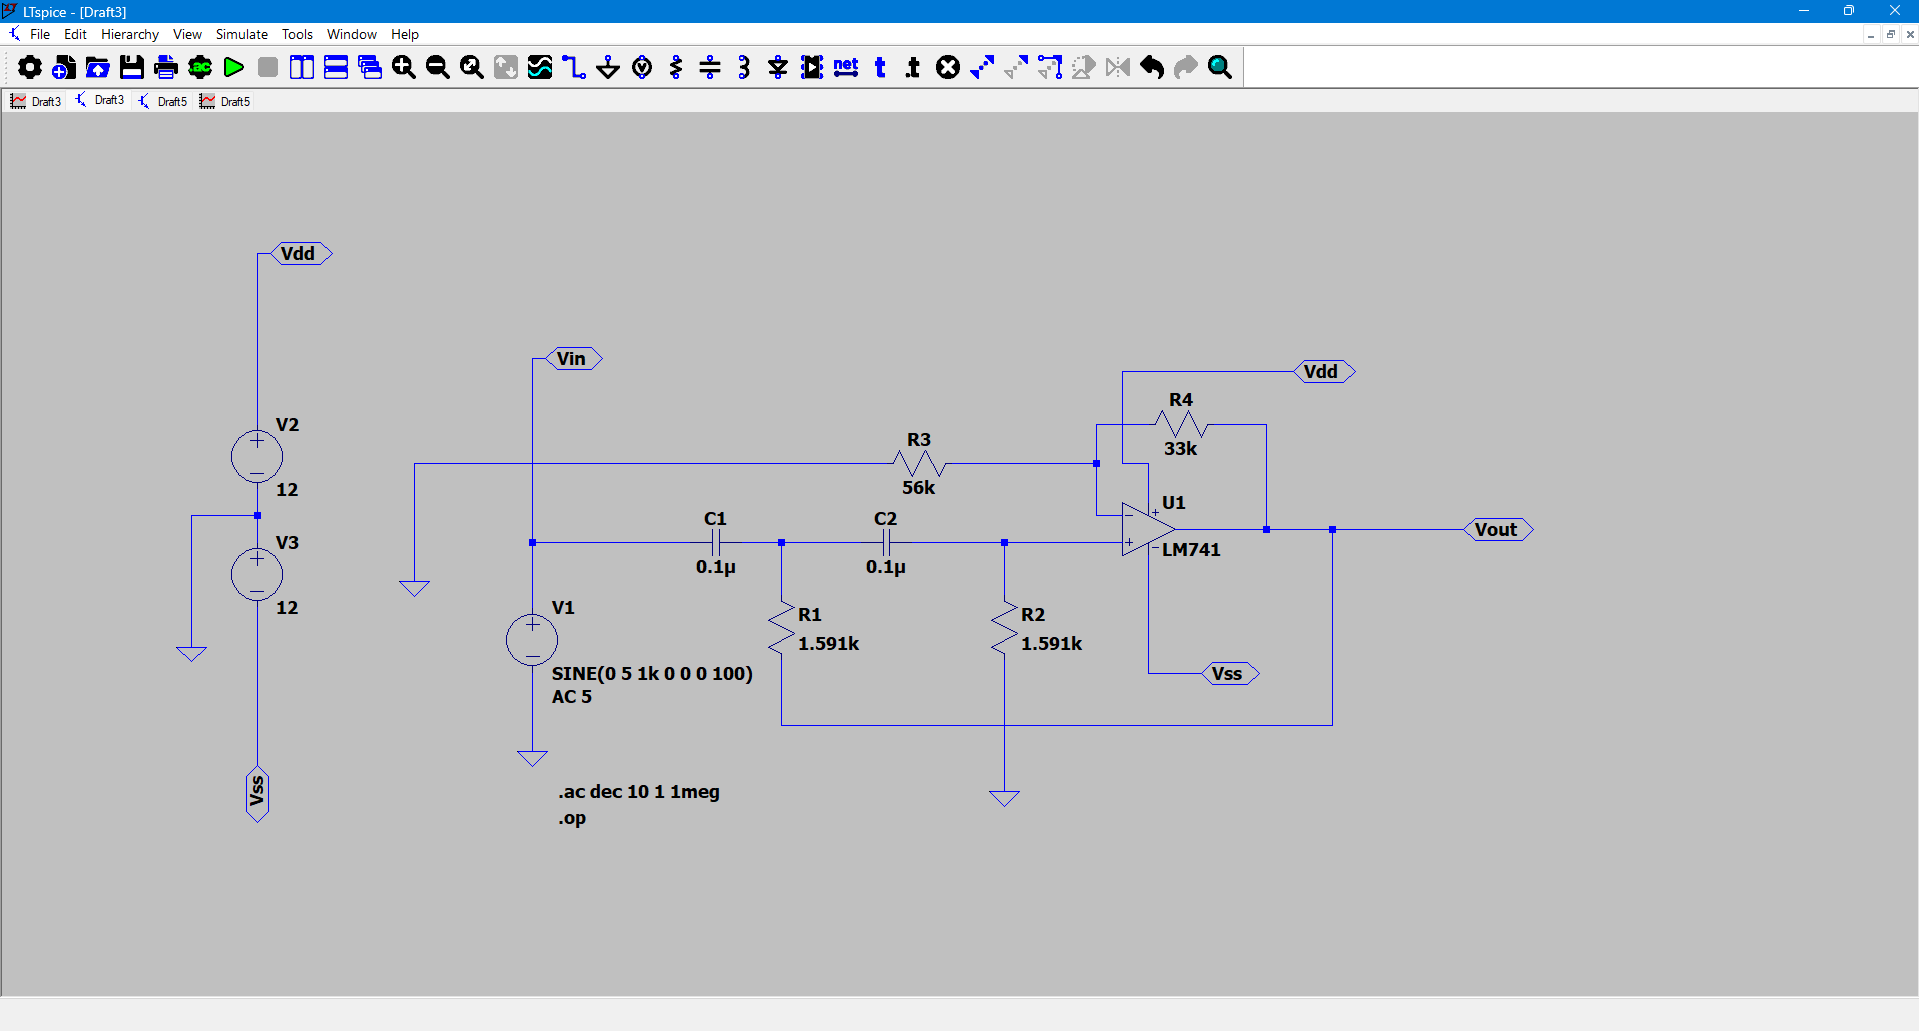 LTspice - [Draft3]
File Edit Hierarchy View Simulate Tools Window Help
.ac
net
t
.t
Draft3 Draft3 Draft5 Draft5
Vdd
Vin
Vdd
R4
33k
V2
12
R3
56k
U1
LM741
C1
0.1µ
C2
0.1µ
Vout
V3
12
V1
SINE(0 5 1k 0 0 0 100)
AC 5
R1
1.591k
R2
1.591k
Vss
Vss
.ac dec 10 1 1meg
.op